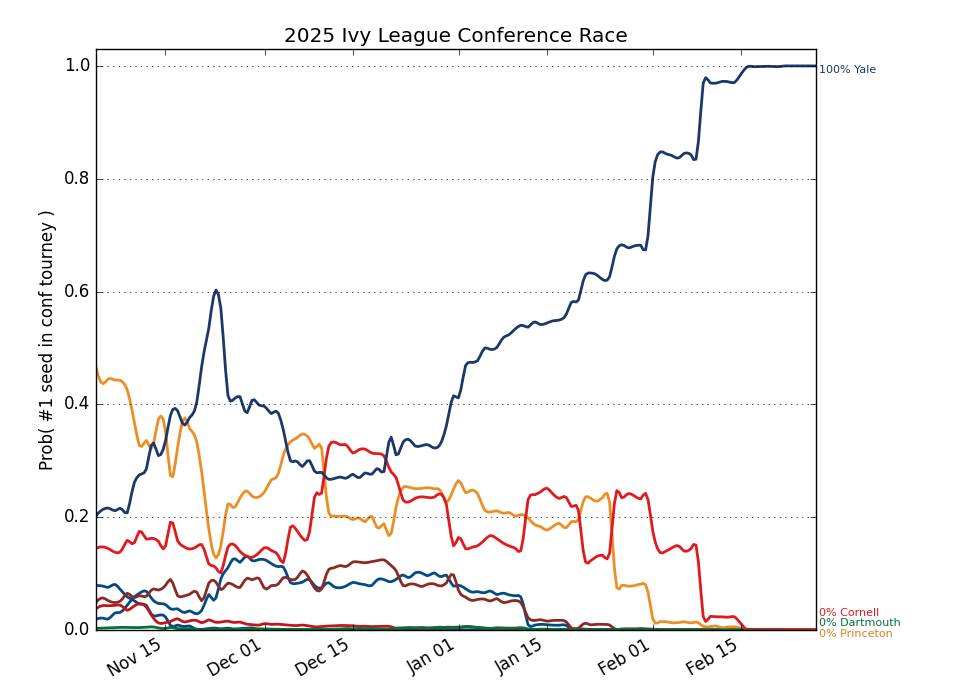 2025 Ivy League Conference Race
Prob( #1 seed in conf tourney )
1.0
0.8
0.6
0.4
0.2
0.0
Nov 15
Dec 01
Dec 15
Jan 01
Jan 15
Feb 01
Feb 15
100% Yale
0% Cornell
0% Dartmouth
0% Princeton